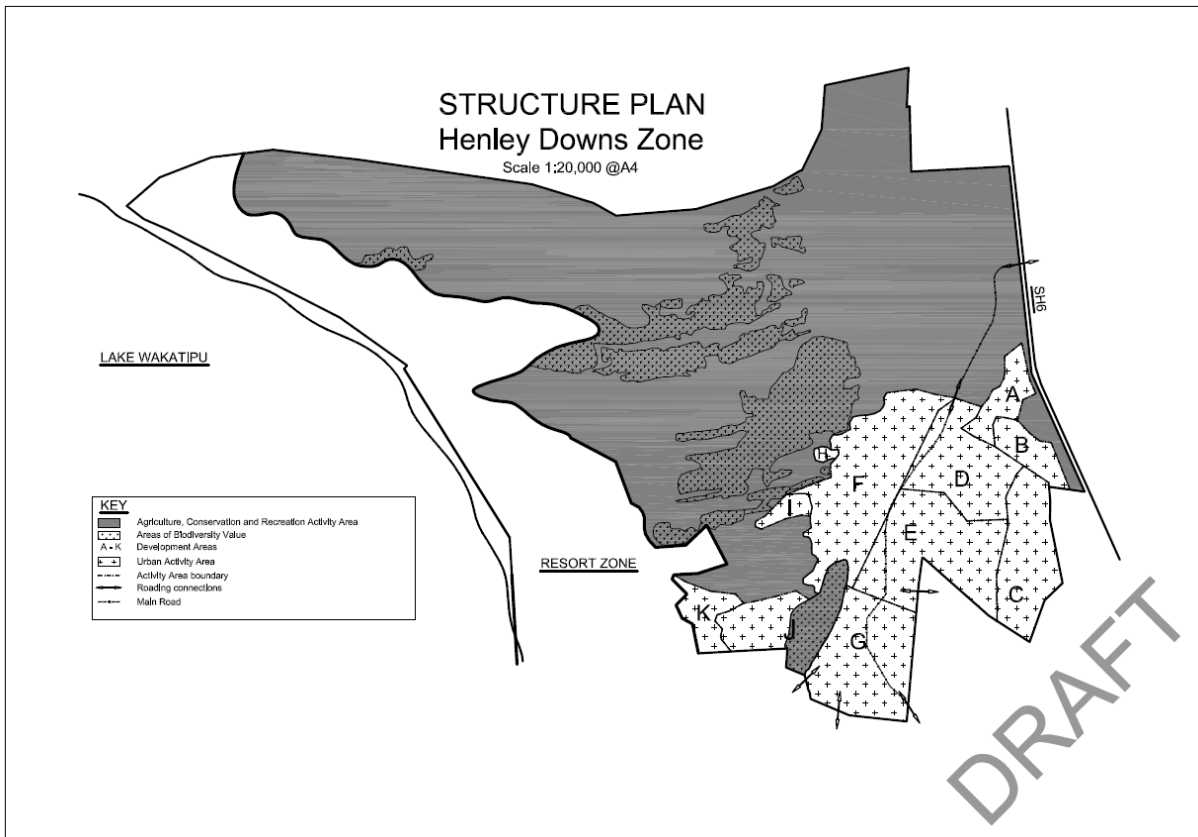 STRUCTURE PLAN
Henley Downs Zone
Scale 1:20,000 @A4
SH6
LAKE WAKATIPU
A
B
H
D
F
I
E
KEY
Agriculture, Conservation and Recreation Activity Area
Areas of Biodiversity Value
A - K Development Areas
Urban Activity Area
Activity Area boundary
Roading connections
Main Road
RESORT ZONE
C
K
J
G
DRAFT